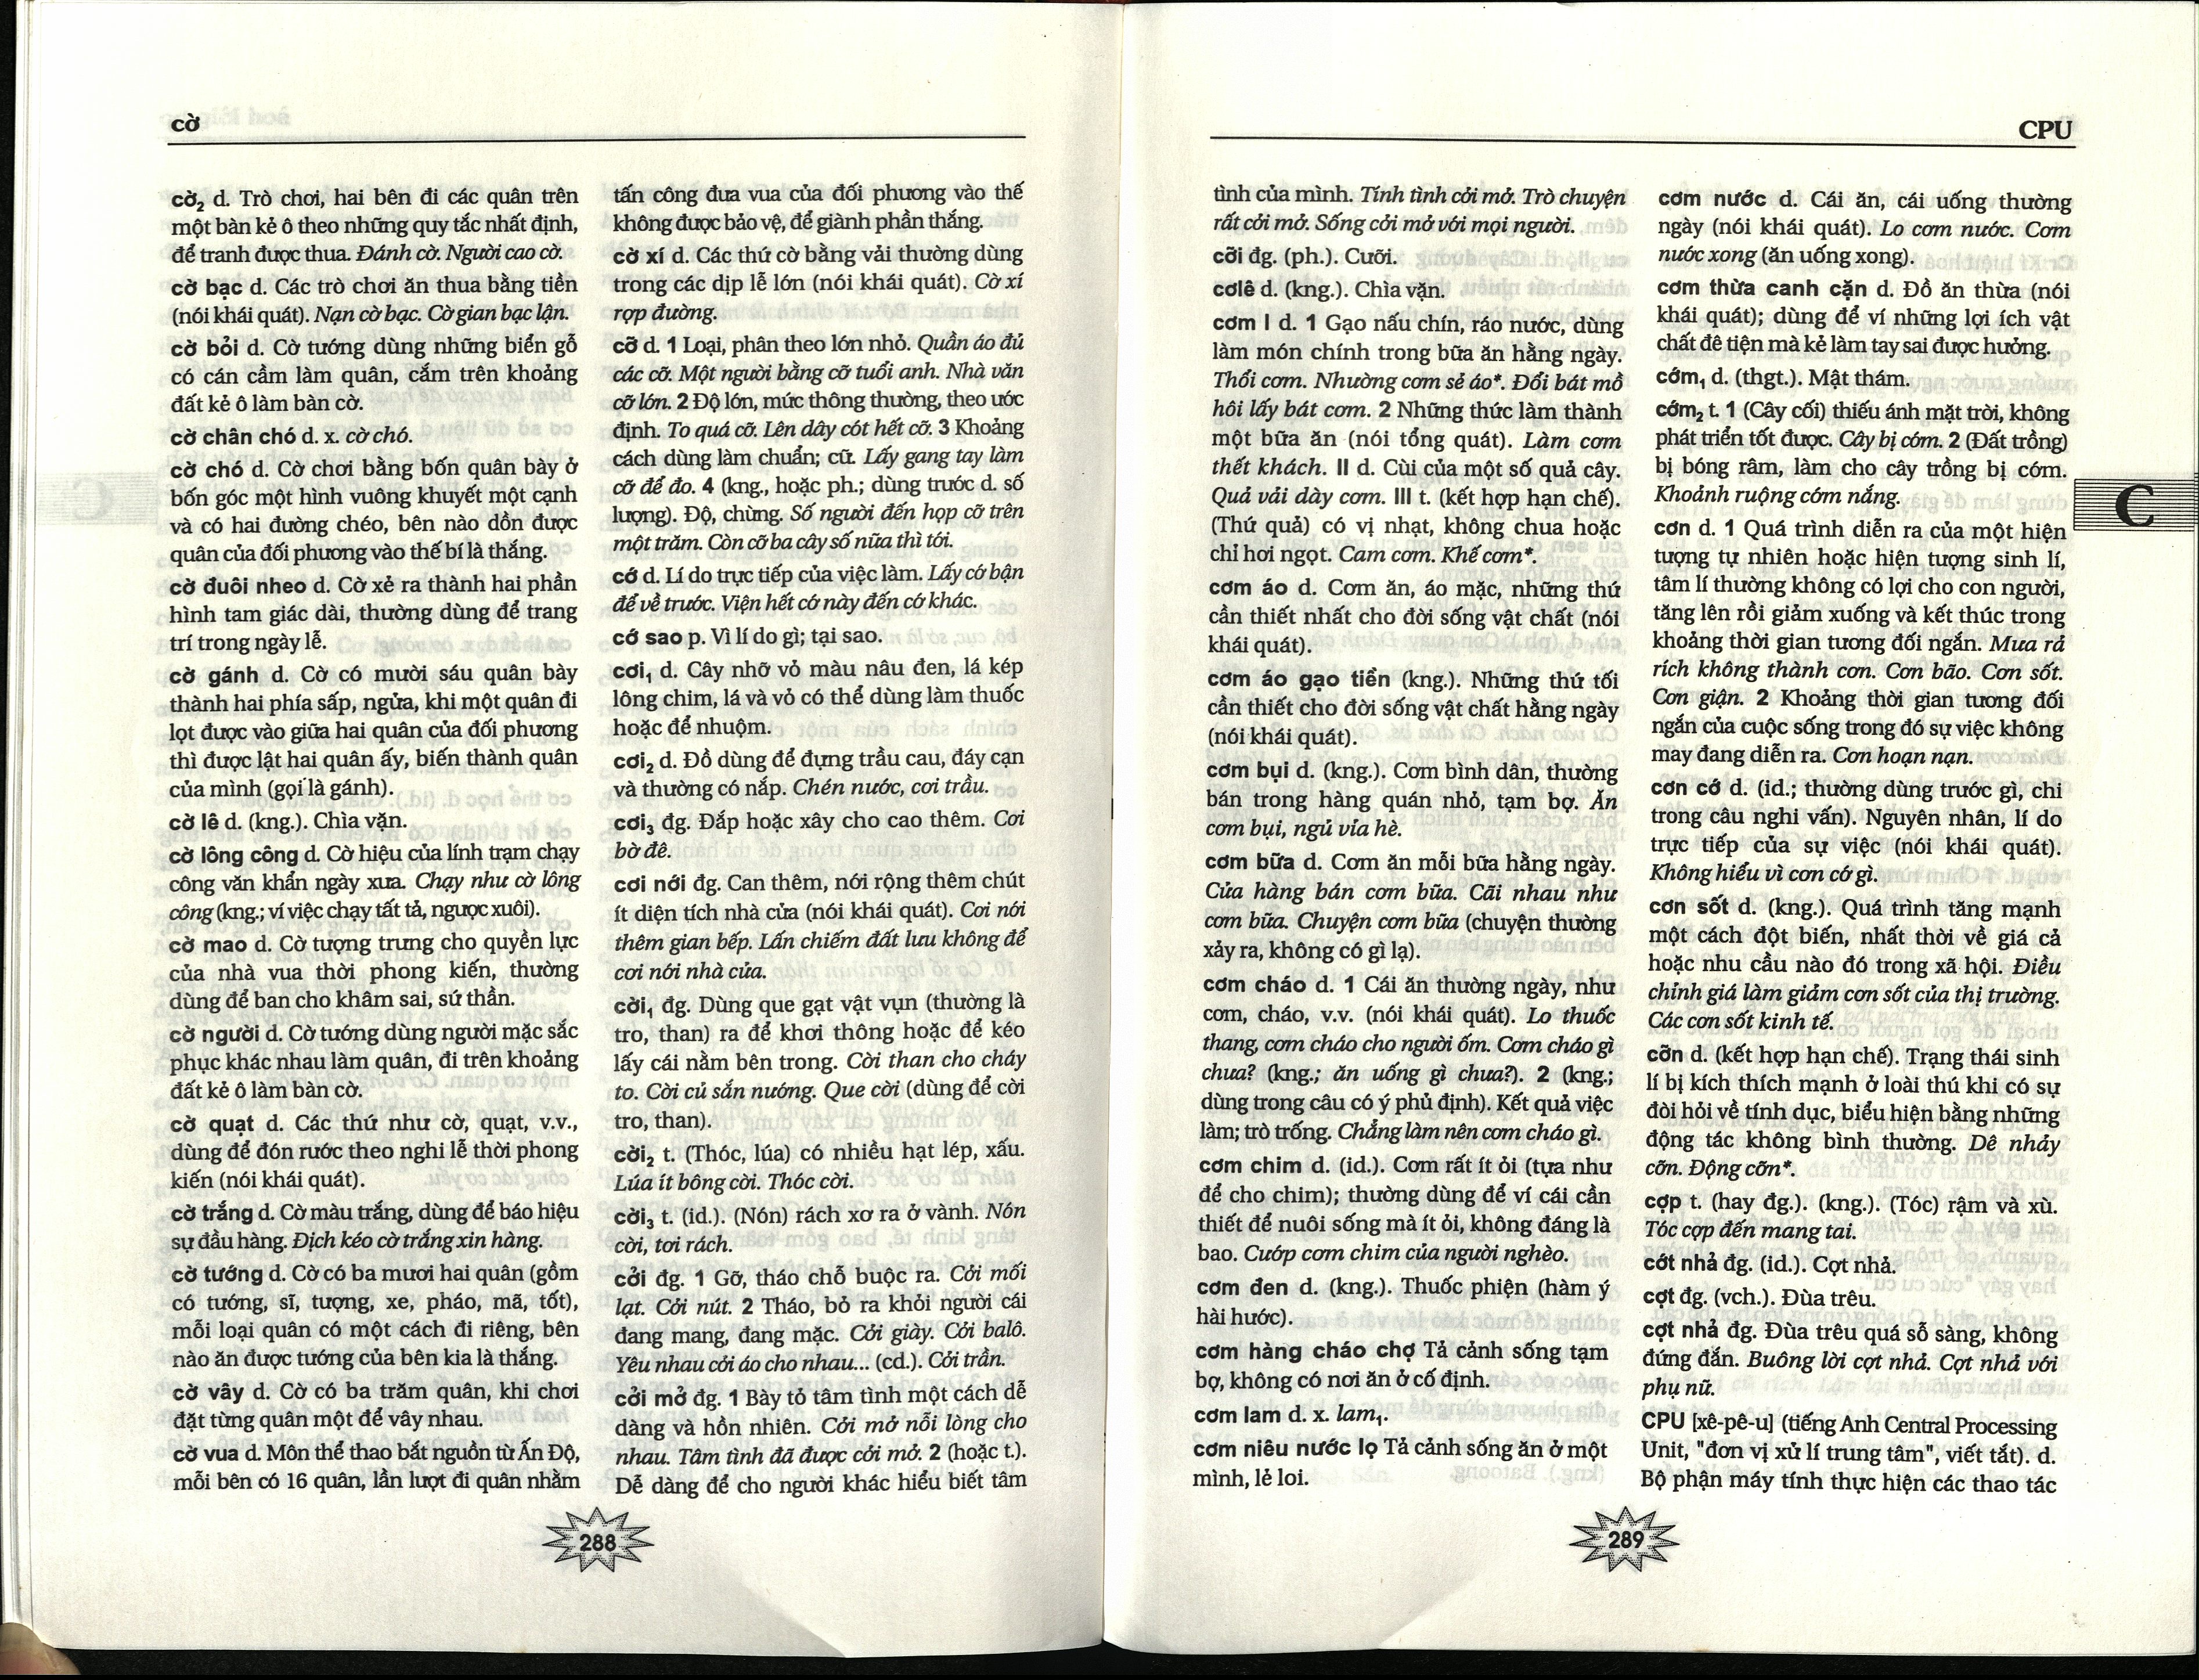 cờ
cờ₂ d. Trò chơi, hai bên đi các quân trên
một bàn kẻ ô theo những quy tắc nhất định,
để tranh được thua. Đánh cờ. Người cao cờ.
cờ bạc d. Các trò chơi ăn thua bằng tiền
(nói khái quát). Nạn cờ bạc. Cờ gian bạc lận.
cờ bỏi d. Cờ tướng dùng những biển gỗ
có cán cầm làm quân, cắm trên khoảng
đất kẻ ô làm bàn cờ.
cờ chân chó d. x. cờ chó.
cờ chó d. Cờ chơi bằng bốn quân bày ở
bốn góc một hình vuông khuyết một cạnh
và có hai đường chéo, bên nào dồn được
quân của đối phương vào thế bí là thắng.
cờ đuôi nheo d. Cờ xẻ ra thành hai phần
hình tam giác dài, thường dùng để trang
trí trong ngày lễ.
cờ gánh d. Cờ có mười sáu quân bày
thành hai phía sấp, ngửa, khi một quân đi
lọt được vào giữa hai quân của đối phương
thì được lật hai quân ấy, biến thành quân
của mình (gọi là gánh).
cờ lê d. (kng.). Chìa vặn.
cờ lông công d. Cờ hiệu của lính trạm chạy
công văn khẩn ngày xưa. Chạy như cờ lông
công (kng.; ví việc chạy tất tả, ngược xuôi).
cờ mao d. Cờ tượng trưng cho quyền lực
của nhà vua thời phong kiến, thường
dùng để ban cho khâm sai, sứ thần.
cờ người d. Cờ tướng dùng người mặc sắc
phục khác nhau làm quân, đi trên khoảng
đất kẻ ô làm bàn cờ.
cờ quạt d. Các thứ như cờ, quạt, v.v.,
dùng để đón rước theo nghi lễ thời phong
kiến (nói khái quát).
cờ trắng d. Cờ màu trắng, dùng để báo hiệu
sự đầu hàng. Địch kéo cờ trắng xin hàng.
cờ tướng d. Cờ có ba mươi hai quân (gồm
có tướng, sĩ, tượng, xe, pháo, mã, tốt),
mỗi loại quân có một cách đi riêng, bên
nào ăn được tướng của bên kia là thắng.
cờ vây d. Cờ có ba trăm quân, khi chơi
đặt từng quân một để vây nhau.
cờ vua d. Môn thể thao bắt nguồn từ Ấn Độ,
mỗi bên có 16 quân, lần lượt đi quân nhằm
tấn công đưa vua của đối phương vào thế
không được bảo vệ, để giành phần thắng.
cờ xí d. Các thứ cờ bằng vải thường dùng
trong các dịp lễ lớn (nói khái quát). Cờ xí
rợp đường.
cỡ d. 1 Loại, phân theo lớn nhỏ. Quần áo đủ
các cỡ. Một người bằng cỡ tuổi anh. Nhà văn
cỡ lớn. 2 Độ lớn, mức thông thường, theo ước
định. To quá cỡ. Lên dây cót hết cỡ. 3 Khoảng
cách dùng làm chuẩn; cữ. Lấy gang tay làm
cỡ để đo. 4 (kng., hoặc ph.; dùng trước d. số
lượng). Độ, chừng. Số người đến họp cỡ trên
một trăm. Còn cỡ ba cây số nữa thì tới.
cớ d. Lí do trực tiếp của việc làm. Lấy cớ bận
để về trước. Viện hết cớ này đến cớ khác.
cớ sao p. Vì lí do gì; tại sao.
cơi₁ d. Cây nhỡ vỏ màu nâu đen, lá kép
lông chim, lá và vỏ có thể dùng làm thuốc
hoặc để nhuộm.
cơi₂ d. Đồ dùng để đựng trầu cau, đáy cạn
và thường có nắp. Chén nước, cơi trầu.
cơi₃ đg. Đắp hoặc xây cho cao thêm. Cơi
bờ đê.
cơi nới đg. Can thêm, nới rộng thêm chút
ít diện tích nhà cửa (nói khái quát). Cơi nới
thêm gian bếp. Lấn chiếm đất lưu không để
cơi nới nhà cửa.
cời₁ đg. Dùng que gạt vật vụn (thường là
tro, than) ra để khơi thông hoặc để kéo
lấy cái nằm bên trong. Cời than cho cháy
to. Cời củ sắn nướng. Que cời (dùng để cời
tro, than).
cời₂ t. (Thóc, lúa) có nhiều hạt lép, xấu.
Lúa ít bông cời. Thóc cời.
cời₃ t. (id.). (Nón) rách xơ ra ở vành. Nón
cời, tơi rách.
cởi đg. 1 Gỡ, tháo chỗ buộc ra. Cởi mối
lạt. Cởi nút. 2 Tháo, bỏ ra khỏi người cái
đang mang, đang mặc. Cởi giày. Cởi balô.
Yêu nhau cởi áo cho nhau... (cd.). Cởi trần.
cởi mở đg. 1 Bày tỏ tâm tình một cách dễ
dàng và hồn nhiên. Cởi mở nỗi lòng cho
nhau. Tâm tình đã được cởi mở. 2 (hoặc t.).
Dễ dàng để cho người khác hiểu biết tâm
288
CPU
tình của mình. Tính tình cởi mở. Trò chuyện
rất cởi mở. Sống cởi mở với mọi người.
cỡi đg. (ph.). Cưỡi.
cơlê d. (kng.). Chìa vặn.
cơm I d. 1 Gạo nấu chín, ráo nước, dùng
làm món chính trong bữa ăn hằng ngày.
Thổi cơm. Nhường cơm sẻ áo*. Đổi bát mồ
hôi lấy bát cơm. 2 Những thức làm thành
một bữa ăn (nói tổng quát). Làm cơm
thết khách. II d. Cùi của một số quả cây.
Quả vải dày cơm. III t. (kết hợp hạn chế).
(Thứ quả) có vị nhạt, không chua hoặc
chỉ hơi ngọt. Cam cơm. Khế cơm*.
cơm áo d. Cơm ăn, áo mặc, những thứ
cần thiết nhất cho đời sống vật chất (nói
khái quát).
cơm áo gạo tiền (kng.). Những thứ tối
cần thiết cho đời sống vật chất hằng ngày
(nói khái quát).
cơm bụi d. (kng.). Cơm bình dân, thường
bán trong hàng quán nhỏ, tạm bợ. Ăn
cơm bụi, ngủ vỉa hè.
cơm bữa d. Cơm ăn mỗi bữa hằng ngày.
Cửa hàng bán cơm bữa. Cãi nhau như
cơm bữa. Chuyện cơm bữa (chuyện thường
xảy ra, không có gì lạ).
cơm cháo d. 1 Cái ăn thường ngày, như
cơm, cháo, v.v. (nói khái quát). Lo thuốc
thang, cơm cháo cho người ốm. Cơm cháo gì
chưa? (kng.; ăn uống gì chưa?). 2 (kng.;
dùng trong câu có ý phủ định). Kết quả việc
làm; trò trống. Chẳng làm nên cơm cháo gì.
cơm chim d. (id.). Cơm rất ít ỏi (tựa như
để cho chim); thường dùng để ví cái cần
thiết để nuôi sống mà ít ỏi, không đáng là
bao. Cướp cơm chim của người nghèo.
cơm đen d. (kng.). Thuốc phiện (hàm ý
hài hước).
cơm hàng cháo chợ Tả cảnh sống tạm
bợ, không có nơi ăn ở cố định.
cơm lam d. x. lam₁.
cơm niêu nước lọ Tả cảnh sống ăn ở một
mình, lẻ loi.
cơm nước d. Cái ăn, cái uống thường
ngày (nói khái quát). Lo cơm nước. Cơm
nước xong (ăn uống xong).
cơm thừa canh cặn d. Đồ ăn thừa (nói
khái quát); dùng để ví những lợi ích vật
chất đê tiện mà kẻ làm tay sai được hưởng.
cớm₁ d. (thgt.). Mật thám.
cớm₂ t. 1 (Cây cối) thiếu ánh mặt trời, không
phát triển tốt được. Cây bị cớm. 2 (Đất trồng)
bị bóng râm, làm cho cây trồng bị cớm.
Khoảnh ruộng cớm nắng.
cơn d. 1 Quá trình diễn ra của một hiện
tượng tự nhiên hoặc hiện tượng sinh lí,
tâm lí thường không có lợi cho con người,
tăng lên rồi giảm xuống và kết thúc trong
khoảng thời gian tương đối ngắn. Mưa rả
rích không thành cơn. Cơn bão. Cơn sốt.
Cơn giận. 2 Khoảng thời gian tương đối
ngắn của cuộc sống trong đó sự việc không
may đang diễn ra. Cơn hoạn nạn.
cơn cớ d. (id.; thường dùng trước gì, chi
trong câu nghi vấn). Nguyên nhân, lí do
trực tiếp của sự việc (nói khái quát).
Không hiểu vì cơn cớ gì.
cơn sốt d. (kng.). Quá trình tăng mạnh
một cách đột biến, nhất thời về giá cả
hoặc nhu cầu nào đó trong xã hội. Điều
chỉnh giá làm giảm cơn sốt của thị trường.
Các cơn sốt kinh tế.
cỡn d. (kết hợp hạn chế). Trạng thái sinh
lí bị kích thích mạnh ở loài thú khi có sự
đòi hỏi về tính dục, biểu hiện bằng những
động tác không bình thường. Dê nhảy
cỡn. Động cỡn*.
cợp t. (hay đg.). (kng.). (Tóc) rậm và xù.
Tóc cợp đến mang tai.
cớt nhả đg. (id.). Cợt nhả.
cợt đg. (vch.). Đùa trêu.
cợt nhả đg. Đùa trêu quá sỗ sàng, không
đứng đắn. Buông lời cợt nhả. Cợt nhả với
phụ nữ.
CPU [xê-pê-u] (tiếng Anh Central Processing
Unit, "đơn vị xử lí trung tâm", viết tắt). d.
Bộ phận máy tính thực hiện các thao tác
C
289